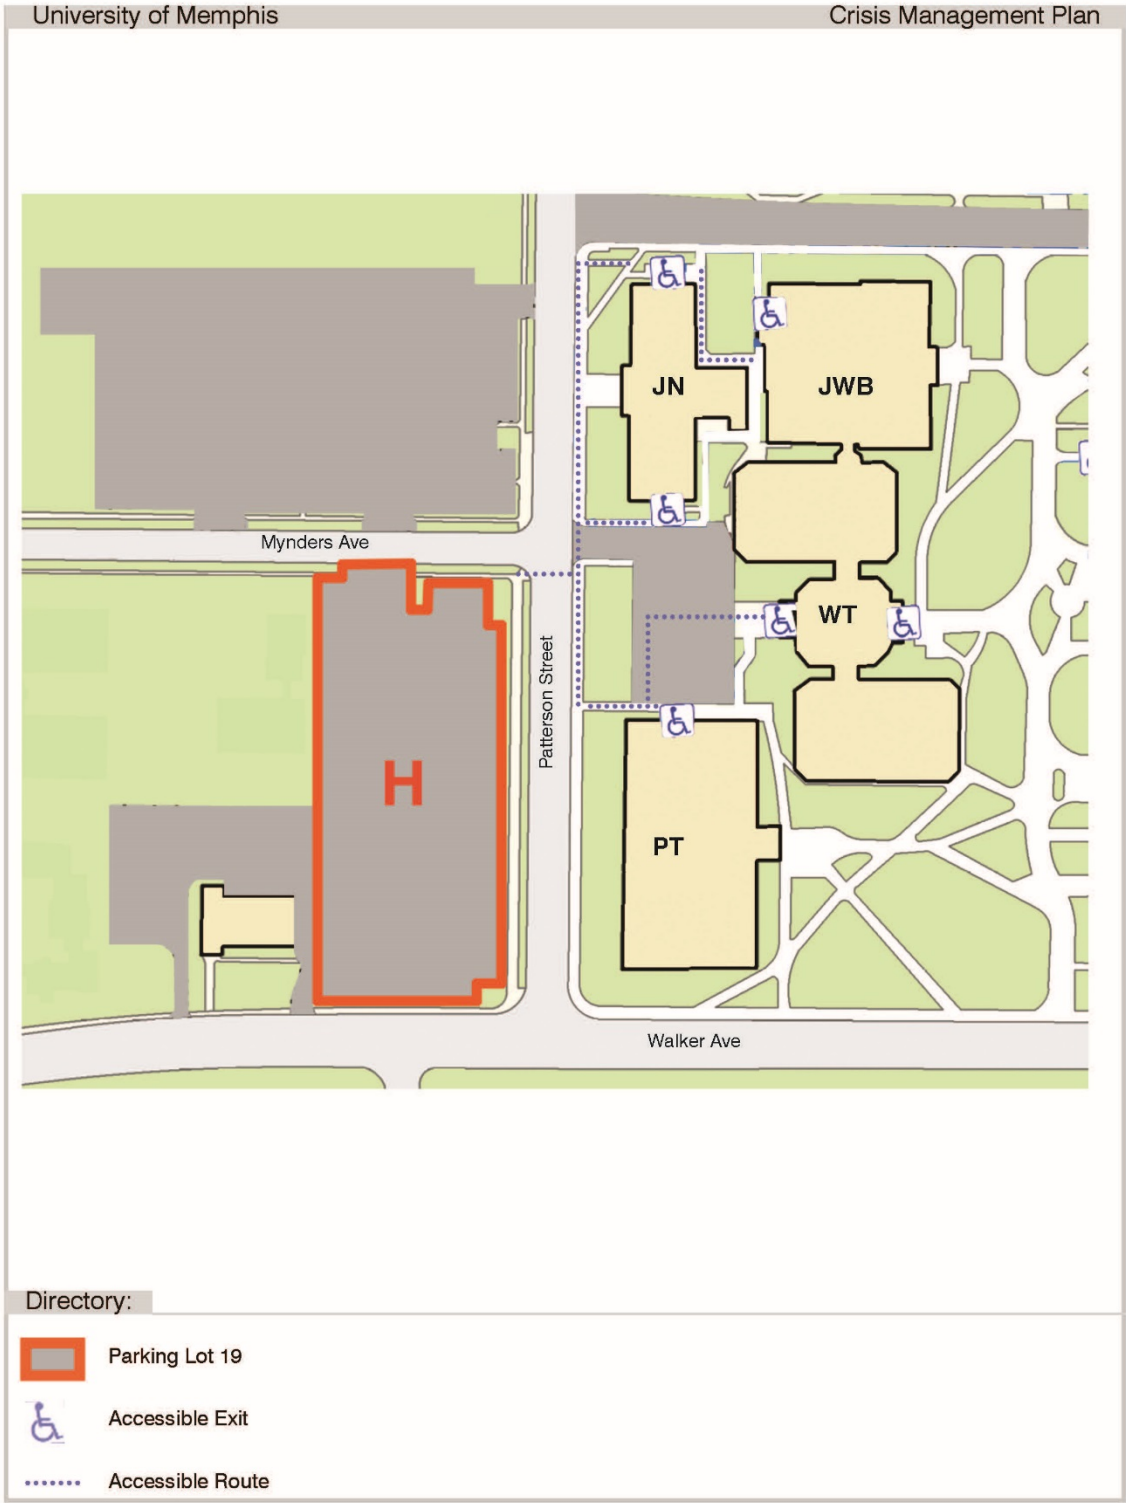 University of Memphis
Crisis Management Plan
JN
JWB
Mynders Ave
WT
Patterson Street
H
PT
Walker Ave
Directory:
Parking Lot 19
Accessible Exit
Accessible Route